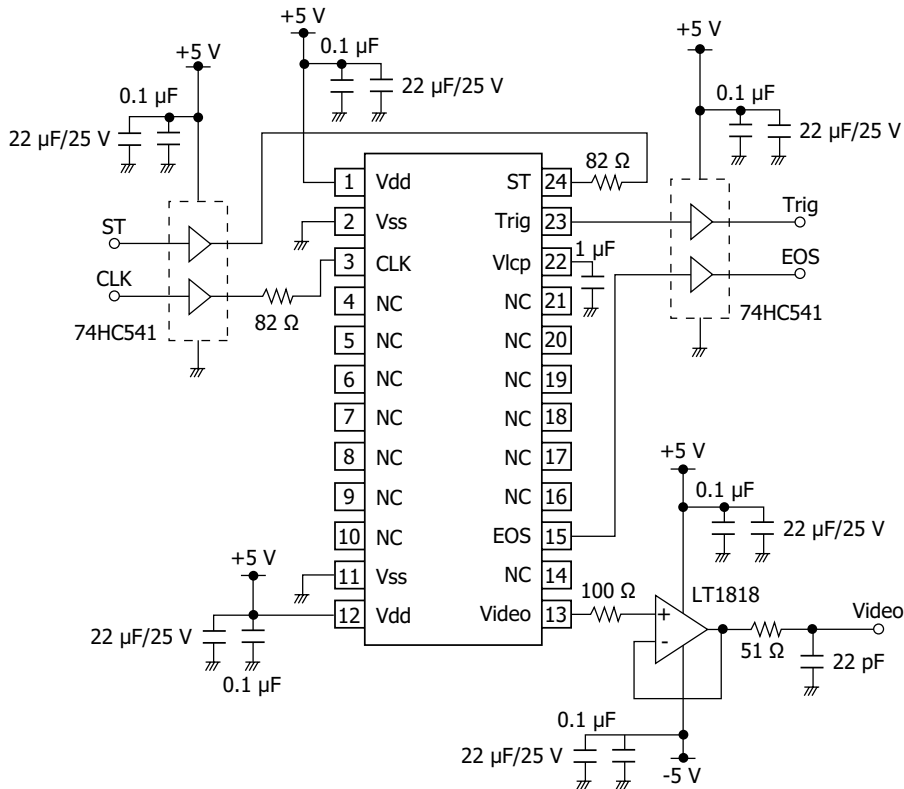 +5 V
+5 V
+5 V
0.1 µF
22 µF/25 V
0.1 µF
22 µF/25 V
0.1 µF
22 µF/25 V
82 Ω
1 Vdd ST 24
2 Vss Trig 23
3 CLK Vlcp 22
4 NC NC 21
5 NC NC 20
6 NC NC 19
7 NC NC 18
8 NC NC 17
9 NC NC 16
10 NC EOS 15
11 Vss NC 14
12 Vdd Video 13
ST
CLK
82 Ω
74HC541
1 µF
Trig
EOS
74HC541
+5 V
22 µF/25 V
0.1 µF
+5 V
0.1 µF
22 µF/25 V
100 Ω
LT1818
+
-
51 Ω
Video
22 pF
0.1 µF
22 µF/25 V
-5 V